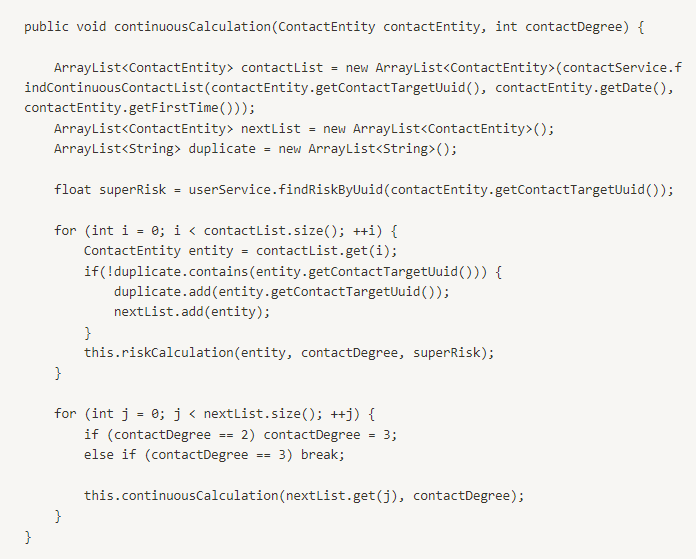 public void continuousCalculation(ContactEntity contactEntity, int contactDegree) {
ArrayList<ContactEntity> contactList = new ArrayList<ContactEntity>(contactService.f
indContinuousContactList(contactEntity.getContactTargetUuid(), contactEntity.getDate(),
contactEntity.getFirstTime()));
ArrayList<ContactEntity> nextList = new ArrayList<ContactEntity>();
ArrayList<String> duplicate = new ArrayList<String>();
float superRisk = userService.findRiskByUuid(contactEntity.getContactTargetUuid());
for (int i = 0; i < contactList.size(); ++i) {
ContactEntity entity = contactList.get(i);
if(!duplicate.contains(entity.getContactTargetUuid())) {
duplicate.add(entity.getContactTargetUuid());
nextList.add(entity);
}
this.riskCalculation(entity, contactDegree, superRisk);
}
for (int j = 0; j < nextList.size(); ++j) {
if (contactDegree == 2) contactDegree = 3;
else if (contactDegree == 3) break;
this.continuousCalculation(nextList.get(j), contactDegree);
}
}